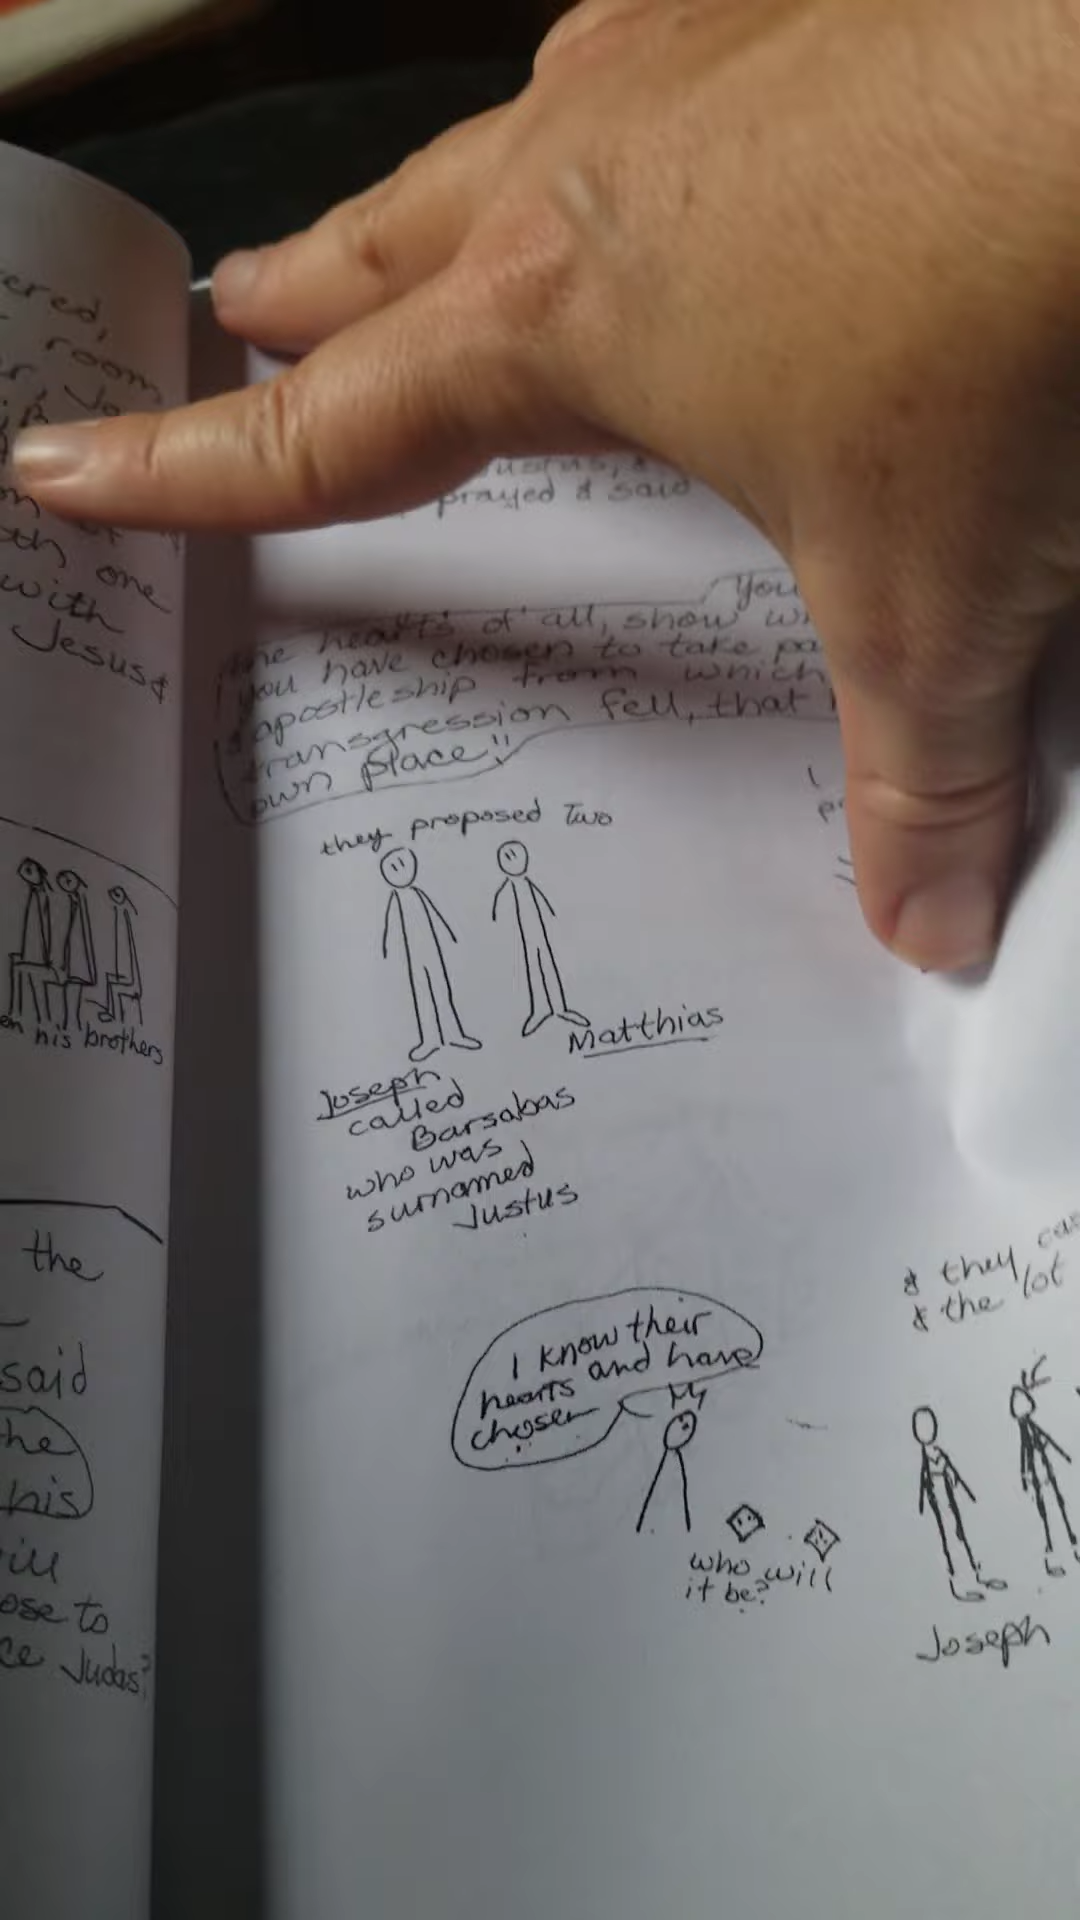 ered,
room
oth one
with
Jesus &
his brothers
the
said
he
his
ill
ose to
ce Judas?
prayed & said
You
the hearts of all, show
you have chosen to take
apostleship from which
transgression fell, that
own place"
they proposed Two
Matthias
Joseph
called
Barsabas
who was
surnamed
Justus
I know their
hearts and have
chosen
who will
it be?
& they
& the lot
Joseph